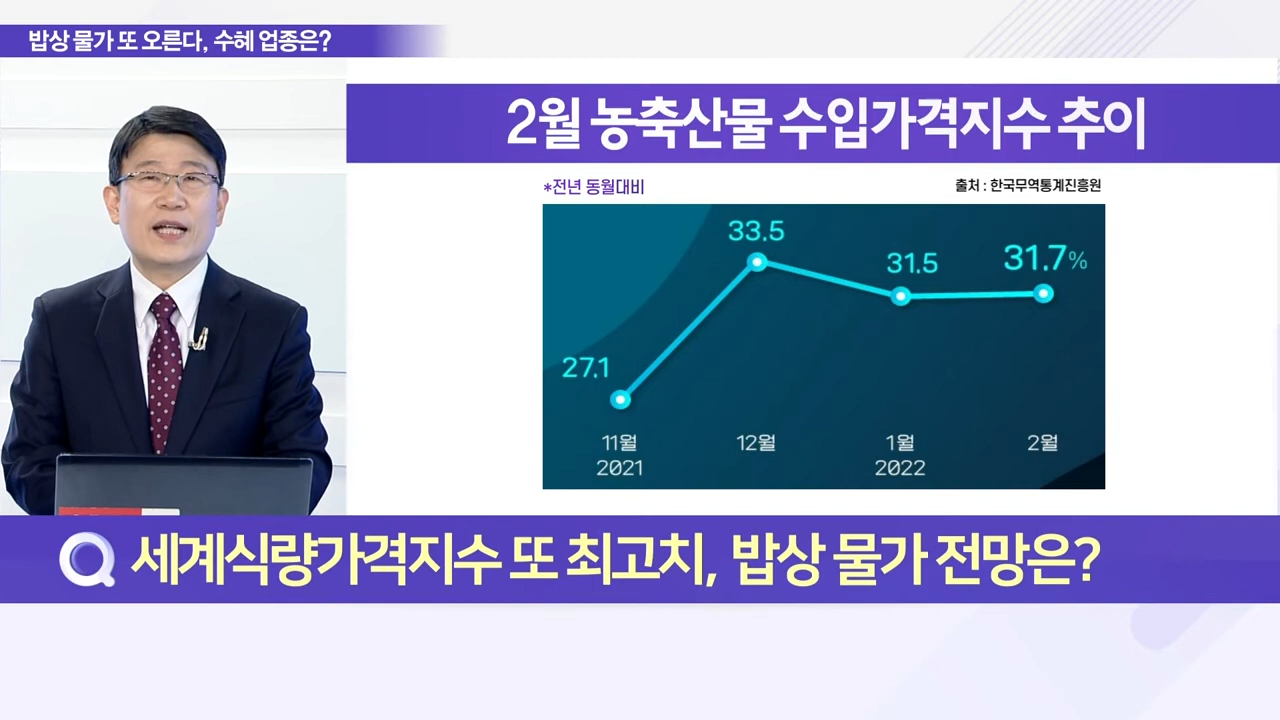 밥상 물가 또 오른다, 수혜 업종은?
2월 농축산물 수입가격지수 추이
*전년 동월대비
출처 : 한국무역통계진흥원
33.5
31.5
31.7%
27.1
11월 12월 1월 2월
2021 2022
세계식량가격지수 또 최고치, 밥상 물가 전망은?